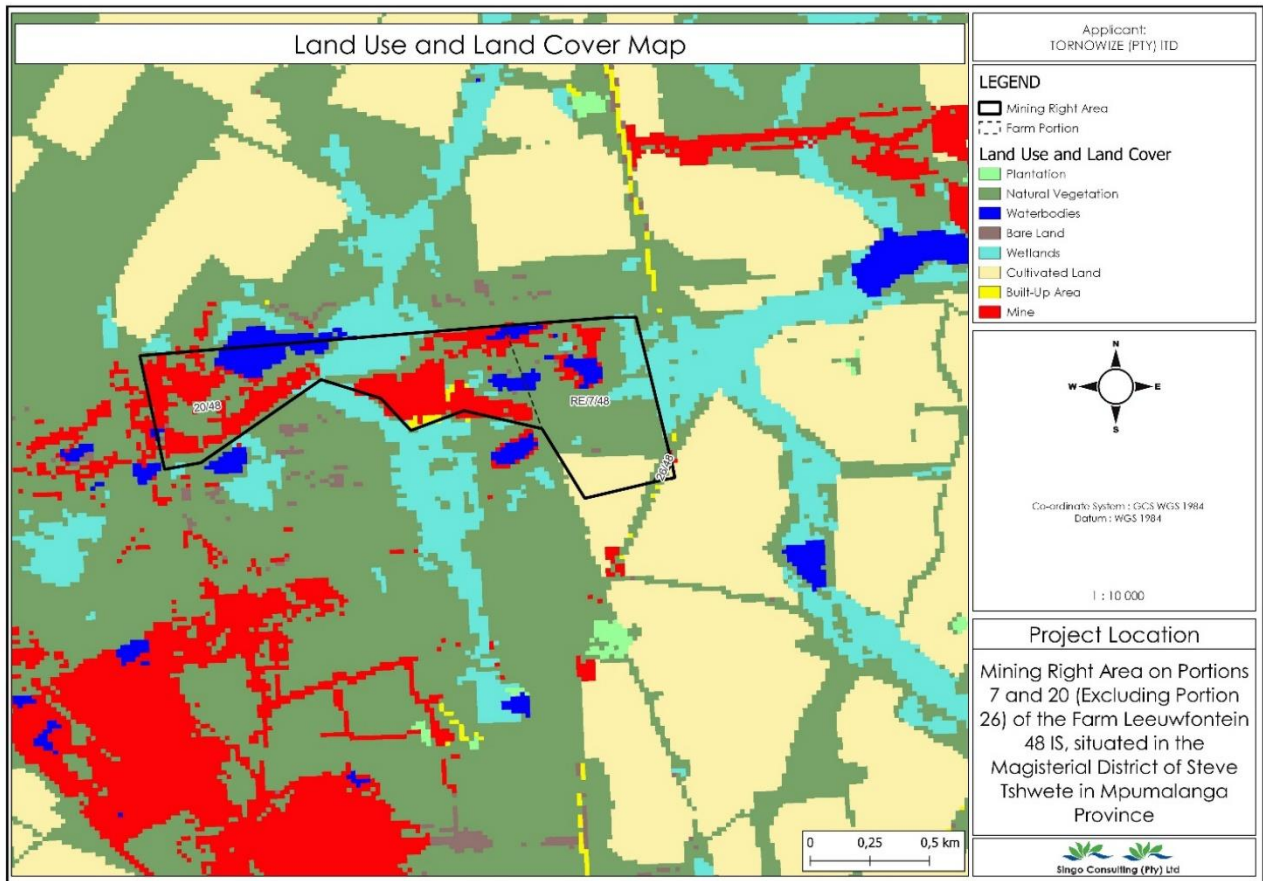 Land Use and Land Cover Map
20/48
RE/7/48
26/48
0 0,25 0,5 km
Applicant:
TORNOWIZE (PTY) lTD
LEGEND
Mining Right Area
Farm Portion
Land Use and Land Cover
Plantation
Natural Vegetation
Waterbodies
Bare Land
Wetlands
Cultivated Land
Built-Up Area
Mine
N
W E
S
Co-ordinate System : GCS WGS 1984
Datum : WGS 1984
1 : 10 000
Project Location
Mining Right Area on Portions
7 and 20 (Excluding Portion
26) of the Farm Leeuwfontein
48 IS, situated in the
Magisterial District of Steve
Tshwete in Mpumalanga
Province
Singo Consulting (Pty) Ltd